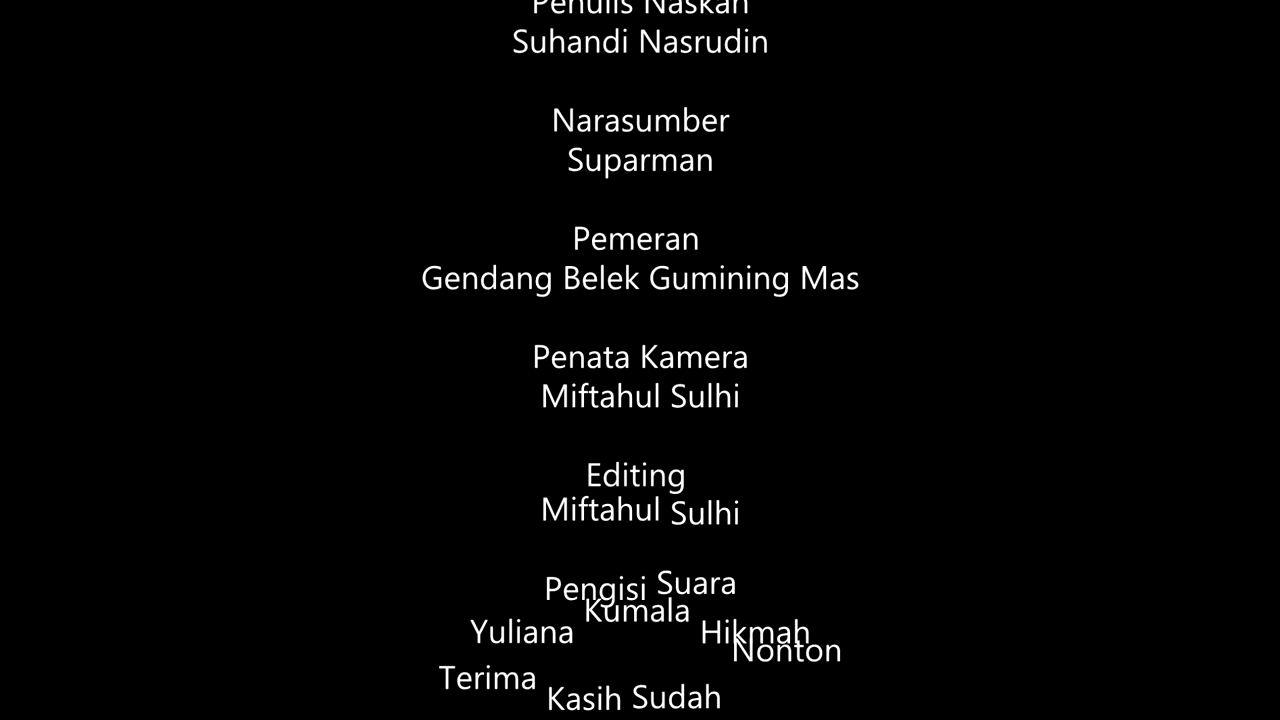 Penulis Naskah
Suhandi Nasrudin
Narasumber
Suparman
Pemeran
Gendang Belek Gumining Mas
Penata Kamera
Miftahul Sulhi
Editing
Miftahul Sulhi
Pengisi Suara
Yuliana Kumala Hikmah
Terima Kasih Sudah Nonton